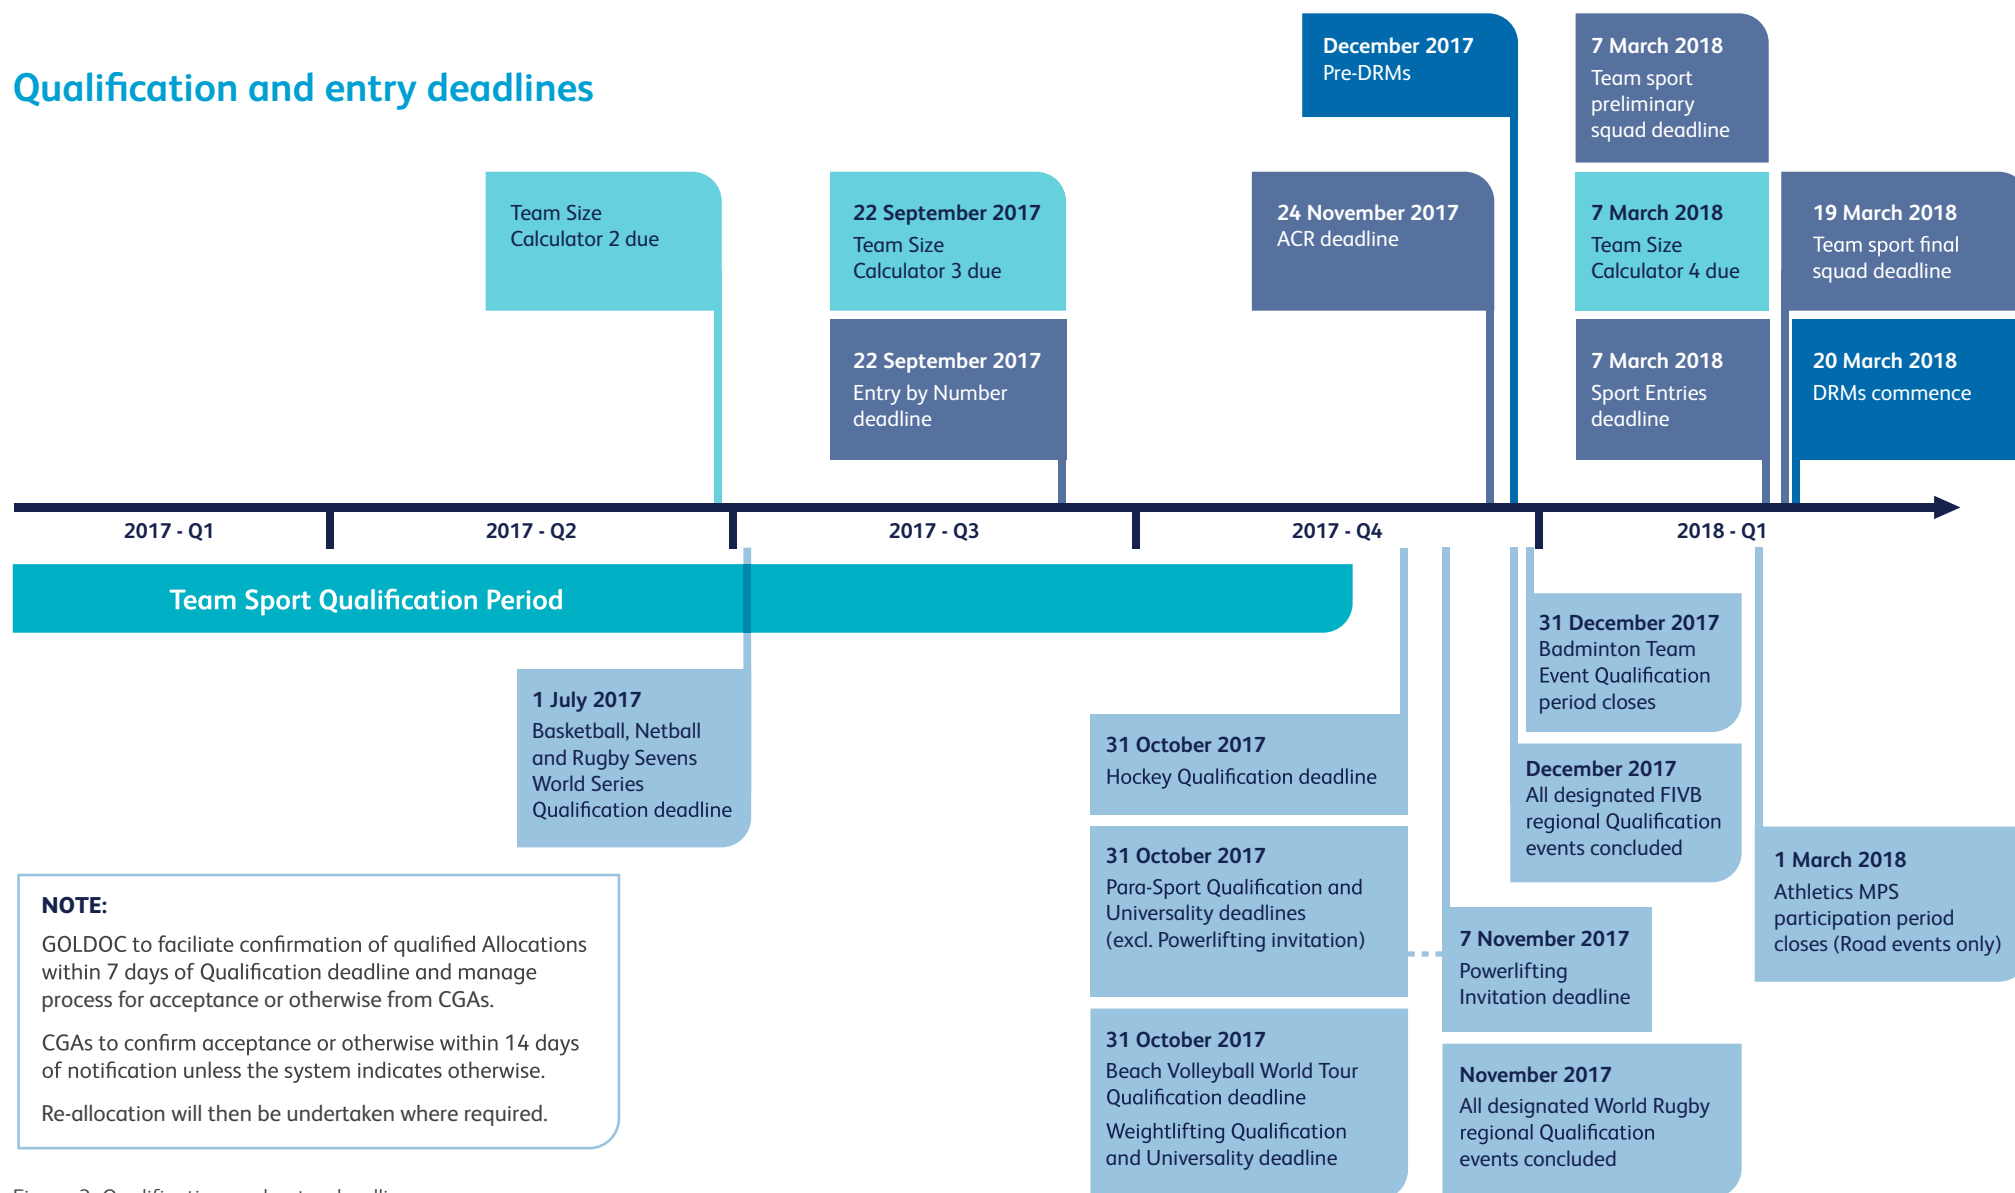 Qualification and entry deadlines
December 2017
Pre-DRMs
7 March 2018
Team sport
preliminary
squad deadline
Team Size
Calculator 2 due
22 September 2017
Team Size
Calculator 3 due
24 November 2017
ACR deadline
7 March 2018
Team Size
Calculator 4 due
19 March 2018
Team sport final
squad deadline
22 September 2017
Entry by Number
deadline
7 March 2018
Sport Entries
deadline
20 March 2018
DRMs commence
2017 - Q1
2017 - Q2
2017 - Q3
2017 - Q4
2018 - Q1
Team Sport Qualification Period
1 July 2017
Basketball, Netball
and Rugby Sevens
World Series
Qualification deadline
31 October 2017
Hockey Qualification deadline
31 October 2017
Para-Sport Qualification and
Universality deadlines
(excl. Powerlifting invitation)
31 October 2017
Beach Volleyball World Tour
Qualification deadline
Weightlifting Qualification
and Universality deadline
31 December 2017
Badminton Team
Event Qualification
period closes
December 2017
All designated FIVB
regional Qualification
events concluded
7 November 2017
Powerlifting
Invitation deadline
November 2017
All designated World Rugby
regional Qualification
events concluded
1 March 2018
Athletics MPS
participation period
closes (Road events only)
NOTE:
GOLDOC to faciliate confirmation of qualified Allocations
within 7 days of Qualification deadline and manage
process for acceptance or otherwise from CGAs.
CGAs to confirm acceptance or otherwise within 14 days
of notification unless the system indicates otherwise.
Re-allocation will then be undertaken where required.